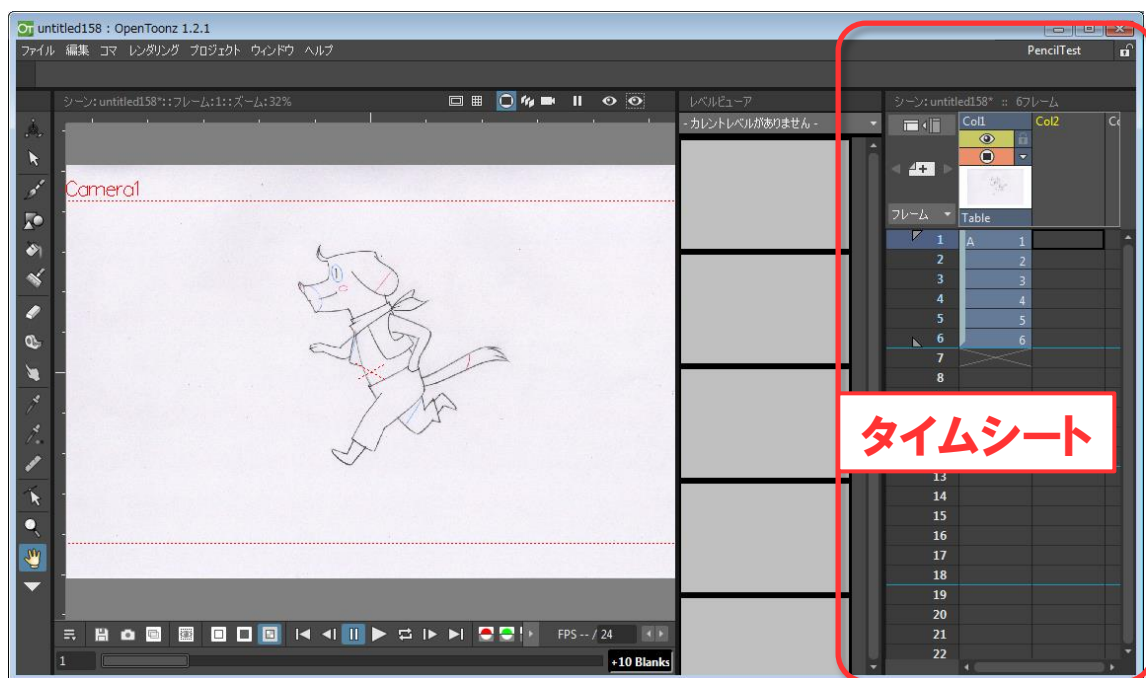 untitled158 : OpenToonz 1.2.1
ファイル 編集 コマ レンダリング プロジェクト ウィンドウ ヘルプ
PencilTest
シーン: untitled158*::フレーム:1::ズーム:32%
Camera1
+10 Blanks
FPS -- / 24
1
レベルビューア
- カレントレベルがありません -
シーン: untitled158* :: 6フレーム
Col1 Col2
フレーム
Table
1 A 1
2 2
3 3
4 4
5 5
6 6
7
8
タイムシート
13
14
15
16
17
18
19
20
21
22